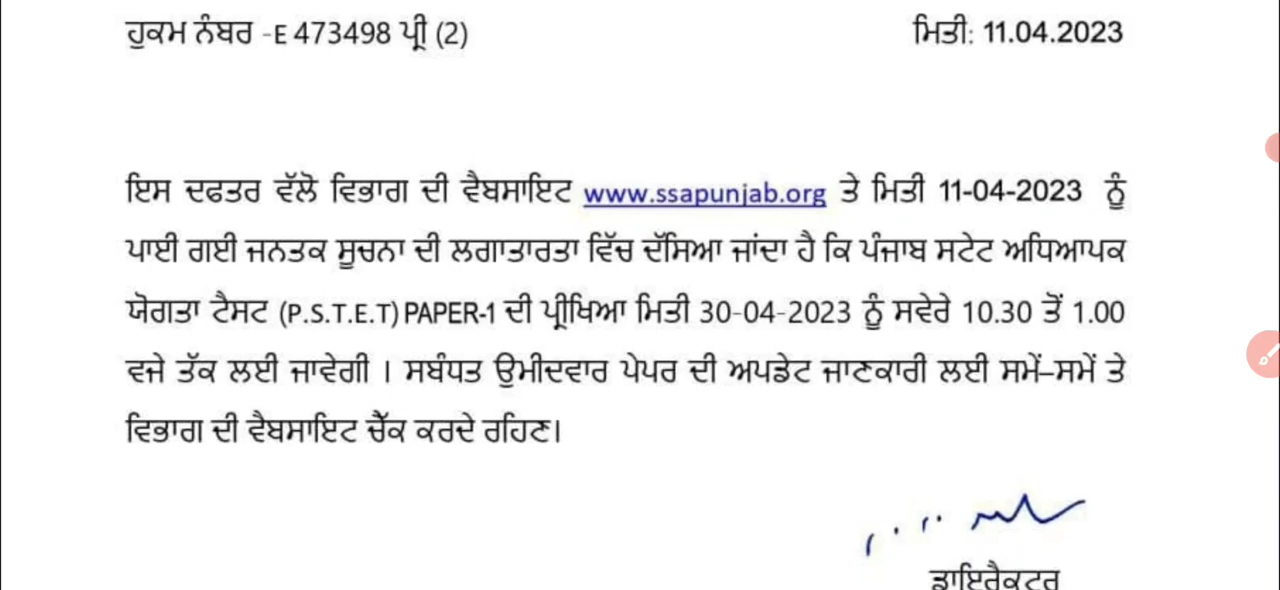 ਹੁਕਮ ਨੰਬਰ -E 473498 ਪ੍ਰੀ (2) ਮਿਤੀ: 11.04.2023
ਇਸ ਦਫਤਰ ਵੱਲੋ ਵਿਭਾਗ ਦੀ ਵੈਬਸਾਇਟ www.ssapunjab.org ਤੇ ਮਿਤੀ 11-04-2023 ਨੂੰ
ਪਾਈ ਗਈ ਜਨਤਕ ਸੂਚਨਾ ਦੀ ਲਗਾਤਾਰਤਾ ਵਿੱਚ ਦੱਸਿਆ ਜਾਂਦਾ ਹੈ ਕਿ ਪੰਜਾਬ ਸਟੇਟ ਅਧਿਆਪਕ
ਯੋਗਤਾ ਟੈਸਟ (P.S.T.E.T) PAPER-1 ਦੀ ਪ੍ਰੀਖਿਆ ਮਿਤੀ 30-04-2023 ਨੂੰ ਸਵੇਰੇ 10.30 ਤੋਂ 1.00
ਵਜੇ ਤੱਕ ਲਈ ਜਾਵੇਗੀ । ਸਬੰਧਤ ਉਮੀਦਵਾਰ ਪੇਪਰ ਦੀ ਅਪਡੇਟ ਜਾਣਕਾਰੀ ਲਈ ਸਮੇਂ–ਸਮੇਂ ਤੇ
ਵਿਭਾਗ ਦੀ ਵੈਬਸਾਇਟ ਚੈੱਕ ਕਰਦੇ ਰਹਿਣ।
ਡਾਇਰੈਕਟਰ